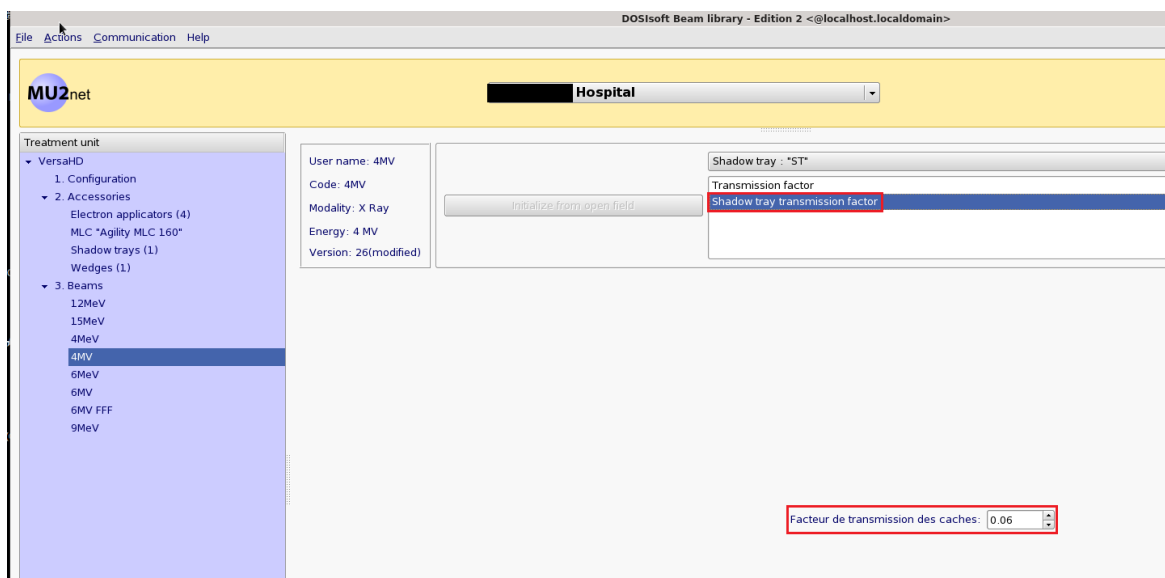 DOSIsoft Beam library - Edition 2 <@localhost.localdomain>
File Actions Communication Help
MU2net
Hospital
Treatment unit
VersaHD
1. Configuration
2. Accessories
Electron applicators (4)
MLC "Agility MLC 160"
Shadow trays (1)
Wedges (1)
3. Beams
12MeV
15MeV
4MeV
4MV
6MeV
6MV
6MV FFF
9MeV
User name: 4MV
Code: 4MV
Modality: X Ray
Energy: 4 MV
Version: 26(modified)
Initialize from open field
Shadow tray : "ST"
Transmission factor
Shadow tray transmission factor
Facteur de transmission des caches: 0.06